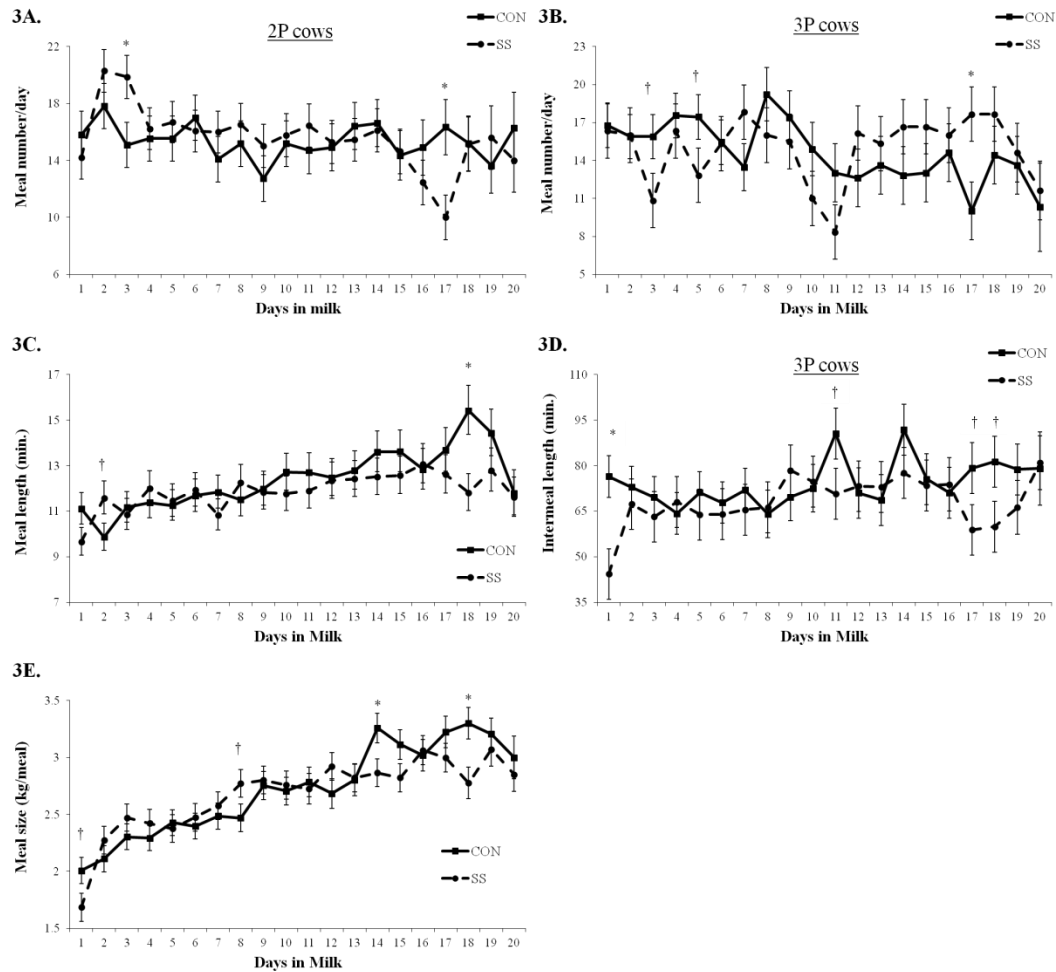 3A.
2P cows
CON
SS
*
*
Meal number/day
22
18
14
10
6
1 2 3 4 5 6 7 8 9 10 11 12 13 14 15 16 17 18 19 20
Days in milk
3B.
3P cows
CON
SS
†
†
*
Meal number/day
23
20
17
14
11
8
5
1 2 3 4 5 6 7 8 9 10 11 12 13 14 15 16 17 18 19 20
Days in Milk
3C.
*
†
Meal length (min.)
17
15
13
11
9
7
CON
SS
1 2 3 4 5 6 7 8 9 10 11 12 13 14 15 16 17 18 19 20
Days in Milk
3D.
3P cows
CON
SS
*
†
†
†
Intermeal length (min.)
110
95
80
65
50
35
1 2 3 4 5 6 7 8 9 10 11 12 13 14 15 16 17 18 19 20
Days in Milk
3E.
*
*
†
†
Meal size (kg/meal)
3.5
3
2.5
2
1.5
CON
SS
1 2 3 4 5 6 7 8 9 10 11 12 13 14 15 16 17 18 19 20
Days in Milk